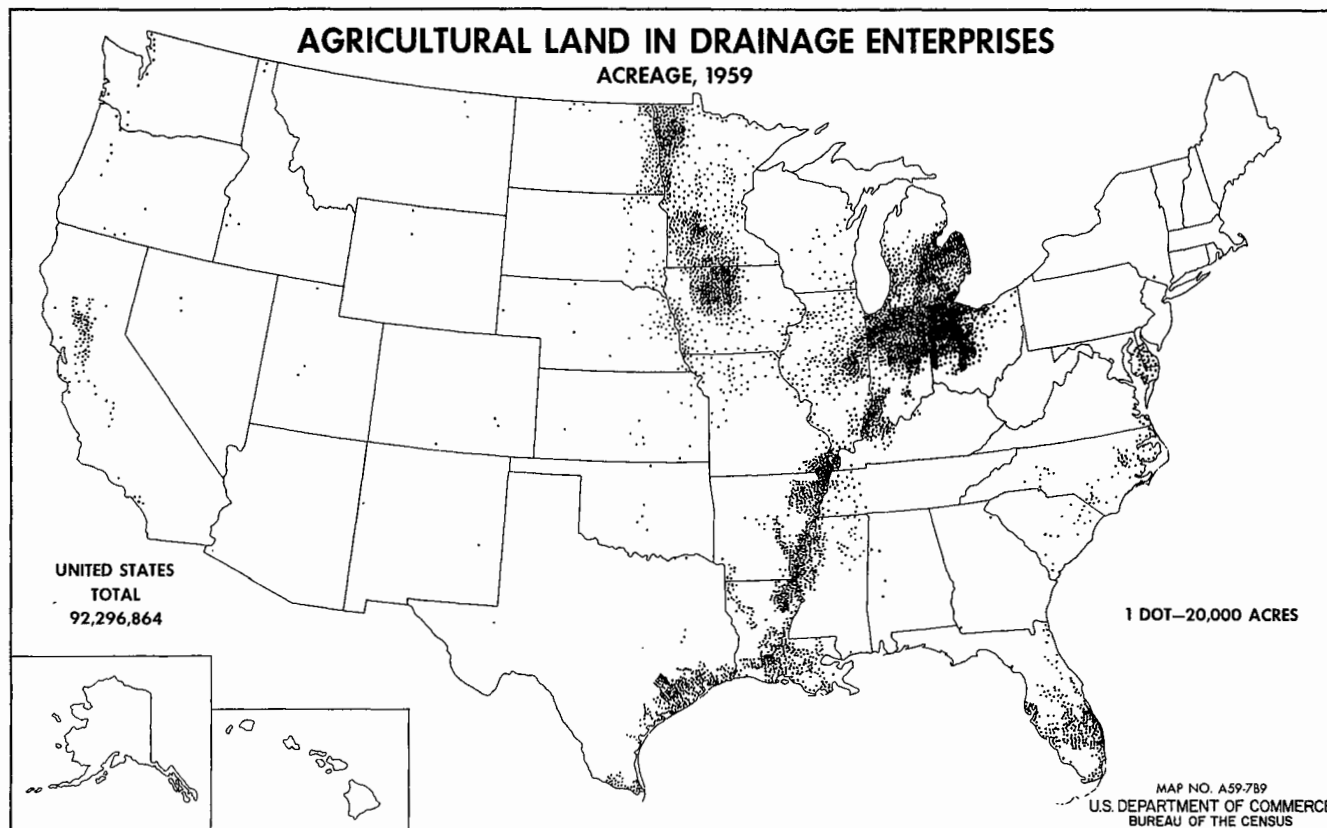 AGRICULTURAL LAND IN DRAINAGE ENTERPRISES
ACREAGE, 1959
UNITED STATES
TOTAL
92,296,864
1 DOT—20,000 ACRES
MAP NO. A59-7B9
U.S. DEPARTMENT OF COMMERCE
BUREAU OF THE CENSUS